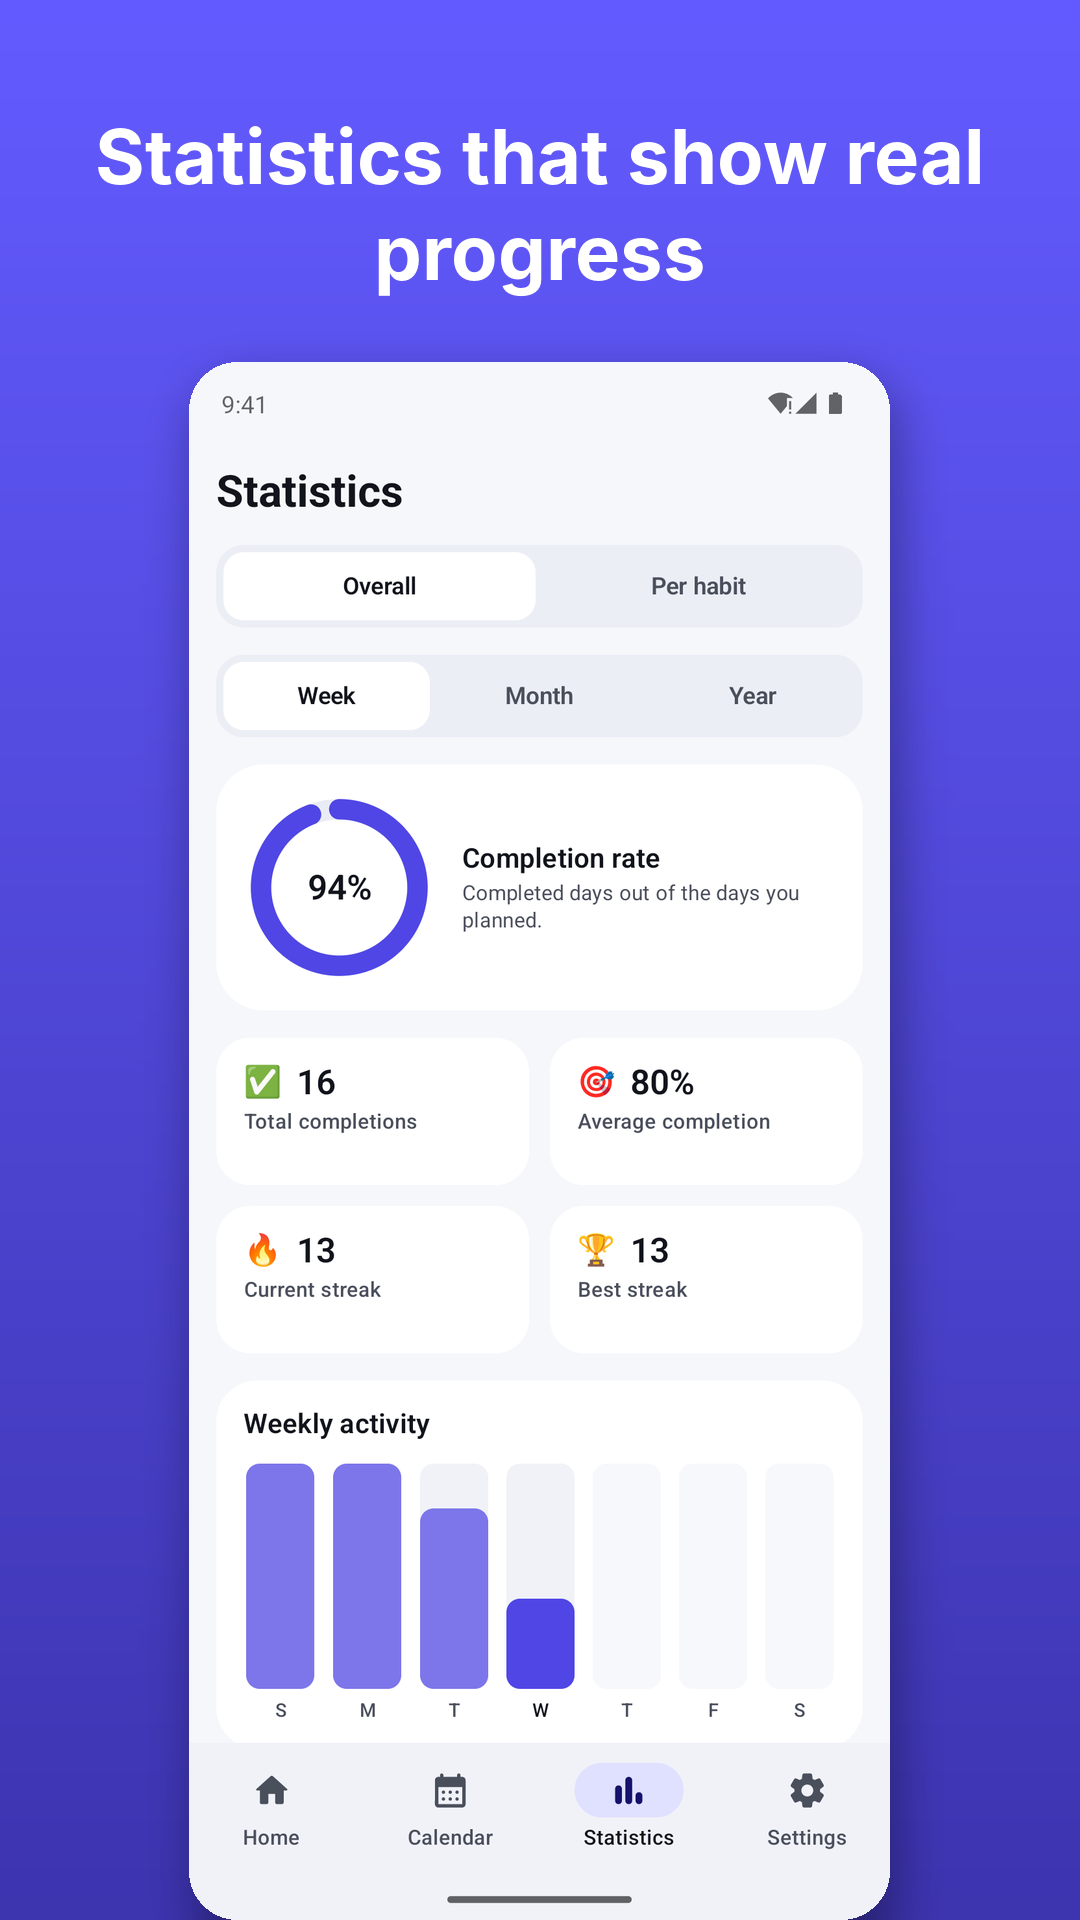 Statistics that show real
progress
9:41
Statistics
Overall Per habit
Week Month Year
94%
Completion rate
Completed days out of the days you
planned.
16
Total completions
80%
Average completion
13
Current streak
13
Best streak
Weekly activity
S M T W T F S
Home Calendar Statistics Settings